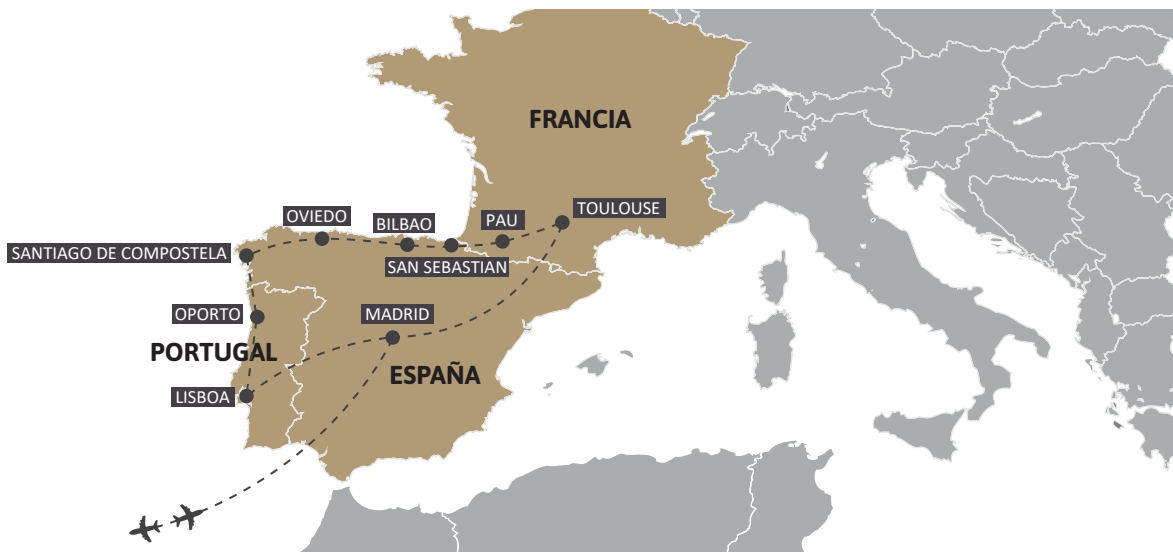 FRANCIA
TOULOUSE
OVIEDO
BILBAO
PAU
SANTIAGO DE COMPOSTELA
SAN SEBASTIAN
OPORTO
MADRID
PORTUGAL
ESPAÑA
LISBOA